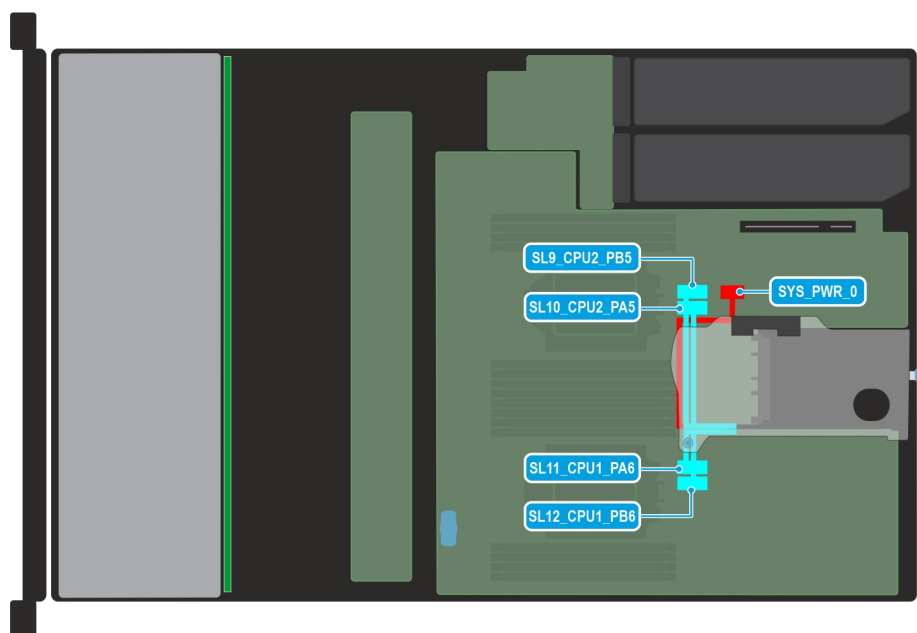 SL9_CPU2_PB5
SYS_PWR_0
SL10_CPU2_PA5
SL11_CPU1_PA6
SL12_CPU1_PB6